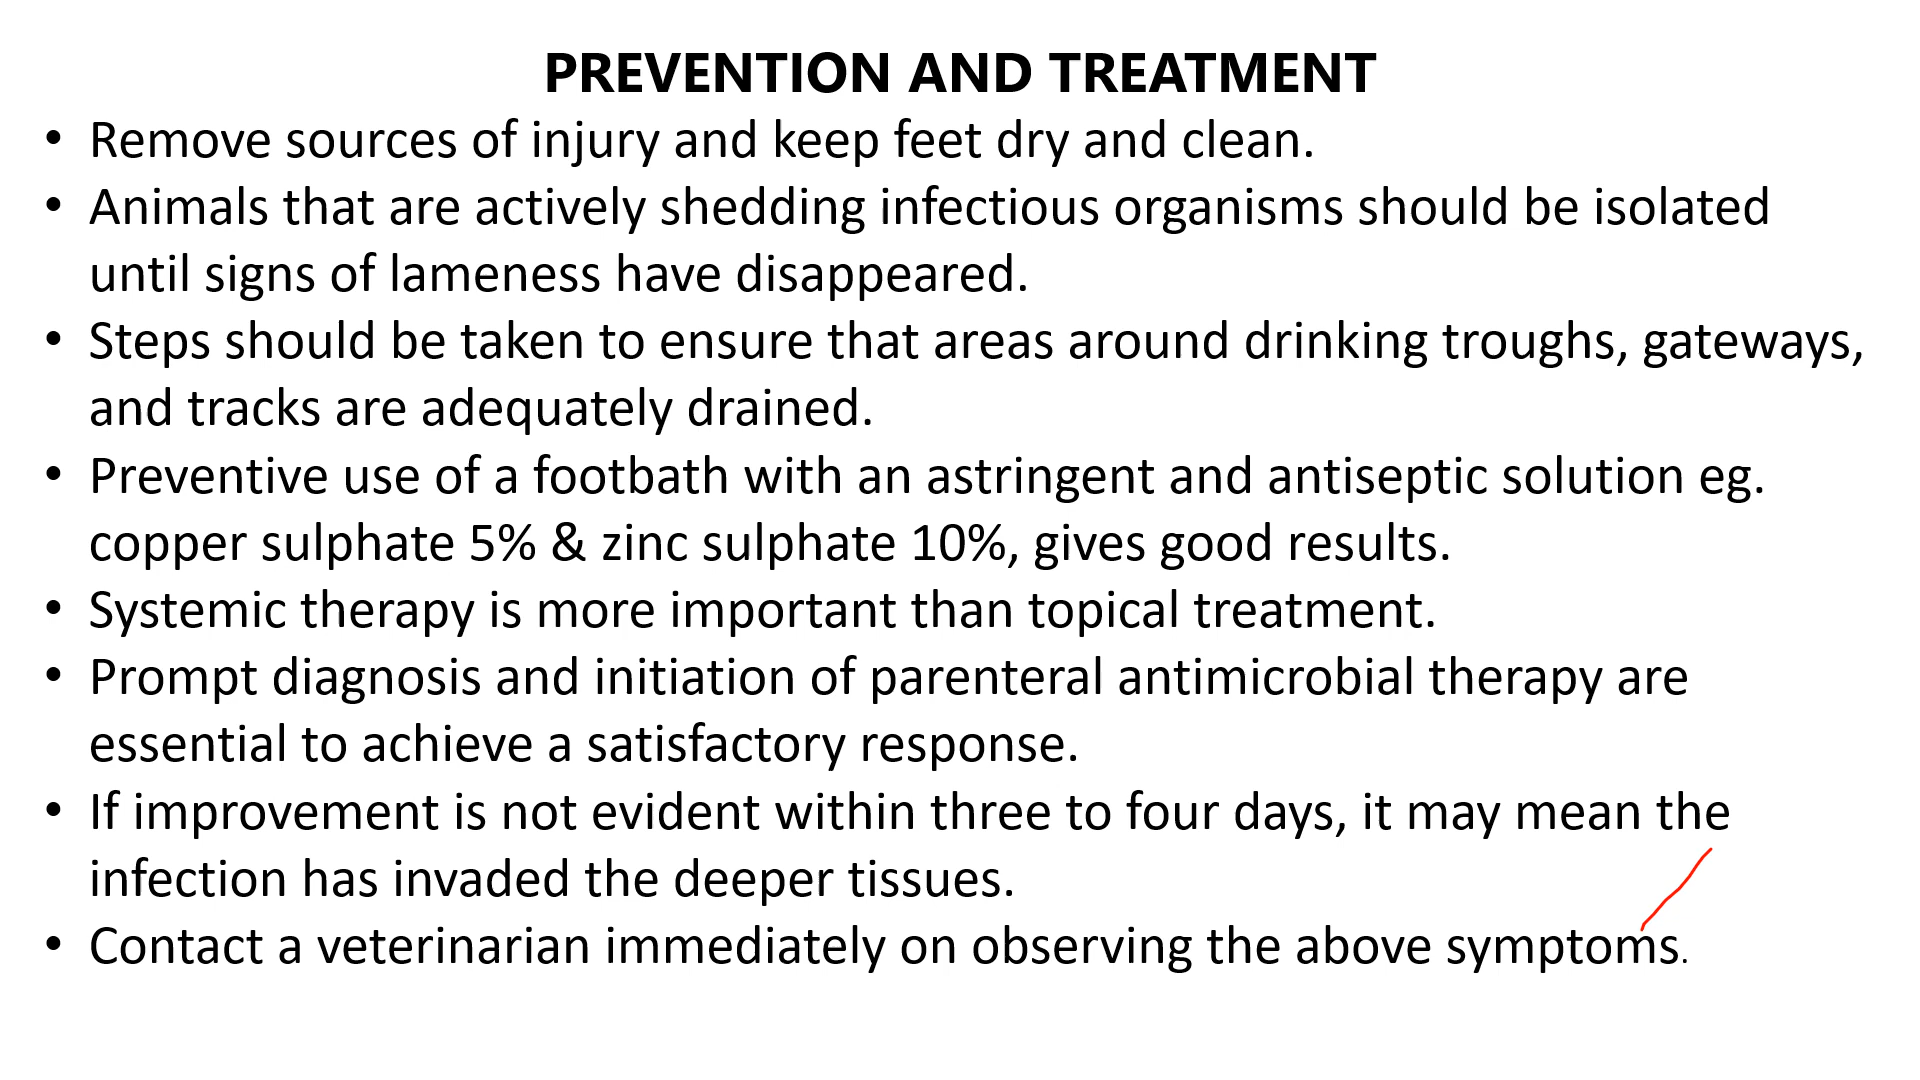 PREVENTION AND TREATMENT
• Remove sources of injury and keep feet dry and clean.
• Animals that are actively shedding infectious organisms should be isolated
until signs of lameness have disappeared.
• Steps should be taken to ensure that areas around drinking troughs, gateways,
and tracks are adequately drained.
• Preventive use of a footbath with an astringent and antiseptic solution eg.
copper sulphate 5% & zinc sulphate 10%, gives good results.
• Systemic therapy is more important than topical treatment.
• Prompt diagnosis and initiation of parenteral antimicrobial therapy are
essential to achieve a satisfactory response.
• If improvement is not evident within three to four days, it may mean the
infection has invaded the deeper tissues.
• Contact a veterinarian immediately on observing the above symptoms.